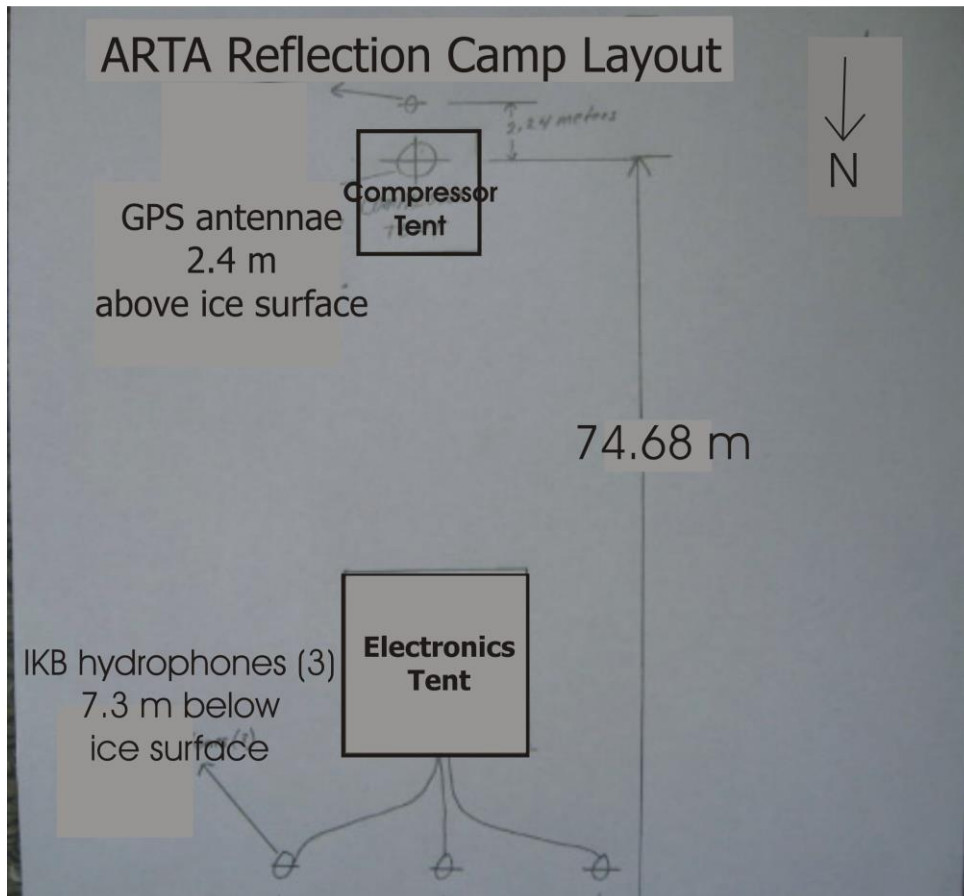 ARTA Reflection Camp Layout
2.24 meters
N
Compressor
Tent
GPS antennae
2.4 m
above ice surface
74.68 m
Electronics
Tent
IKB hydrophones (3)
7.3 m below
ice surface